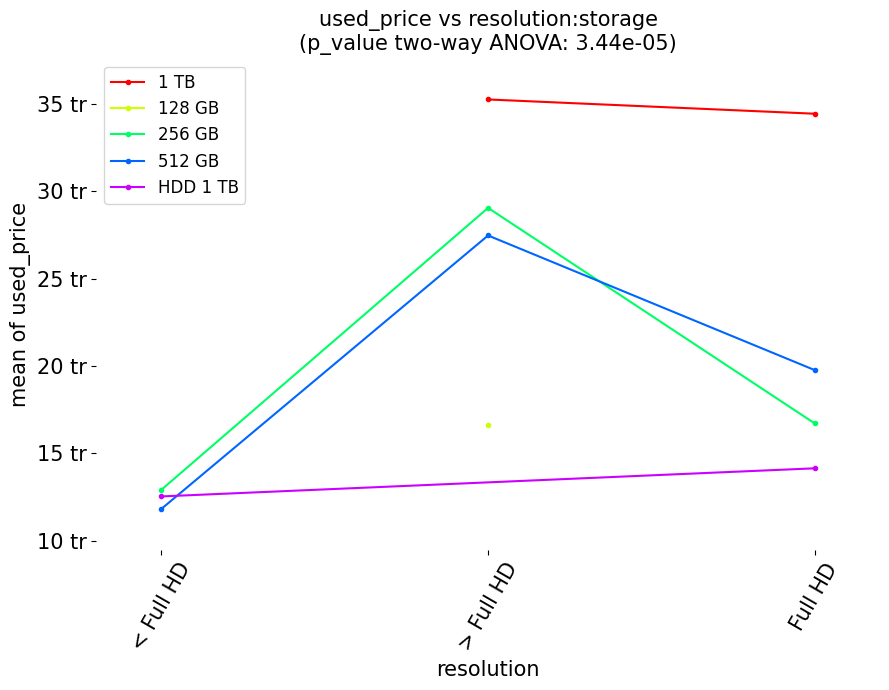 used_price vs resolution:storage
(p_value two-way ANOVA: 3.44e-05)
1 TB
128 GB
256 GB
512 GB
HDD 1 TB
35 tr
30 tr
25 tr
20 tr
15 tr
10 tr
mean of used_price
< Full HD
> Full HD
Full HD
resolution